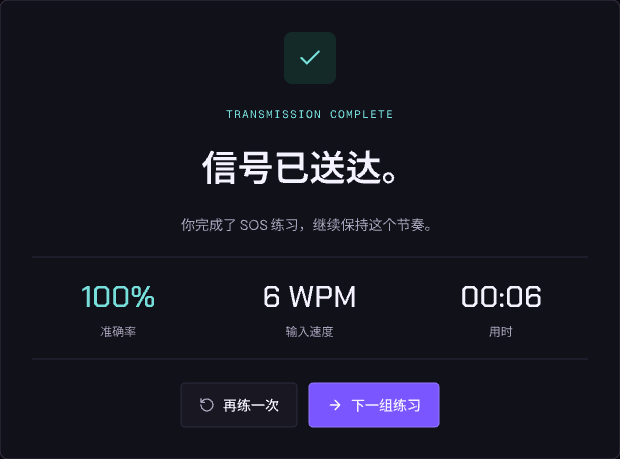 TRANSMISSION COMPLETE
信号已送达。
你完成了 SOS 练习，继续保持这个节奏。
100% 6 WPM 00:06
准确率 输入速度 用时
再练一次 下一组练习